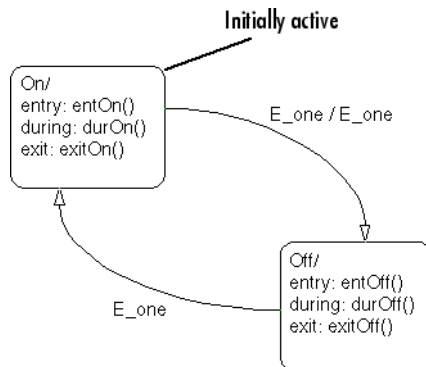 Initially active
On/
entry: entOn()
during: durOn()
exit: exitOn()
E_one / E_one
Off/
entry: entOff()
during: durOff()
exit: exitOff()
E_one